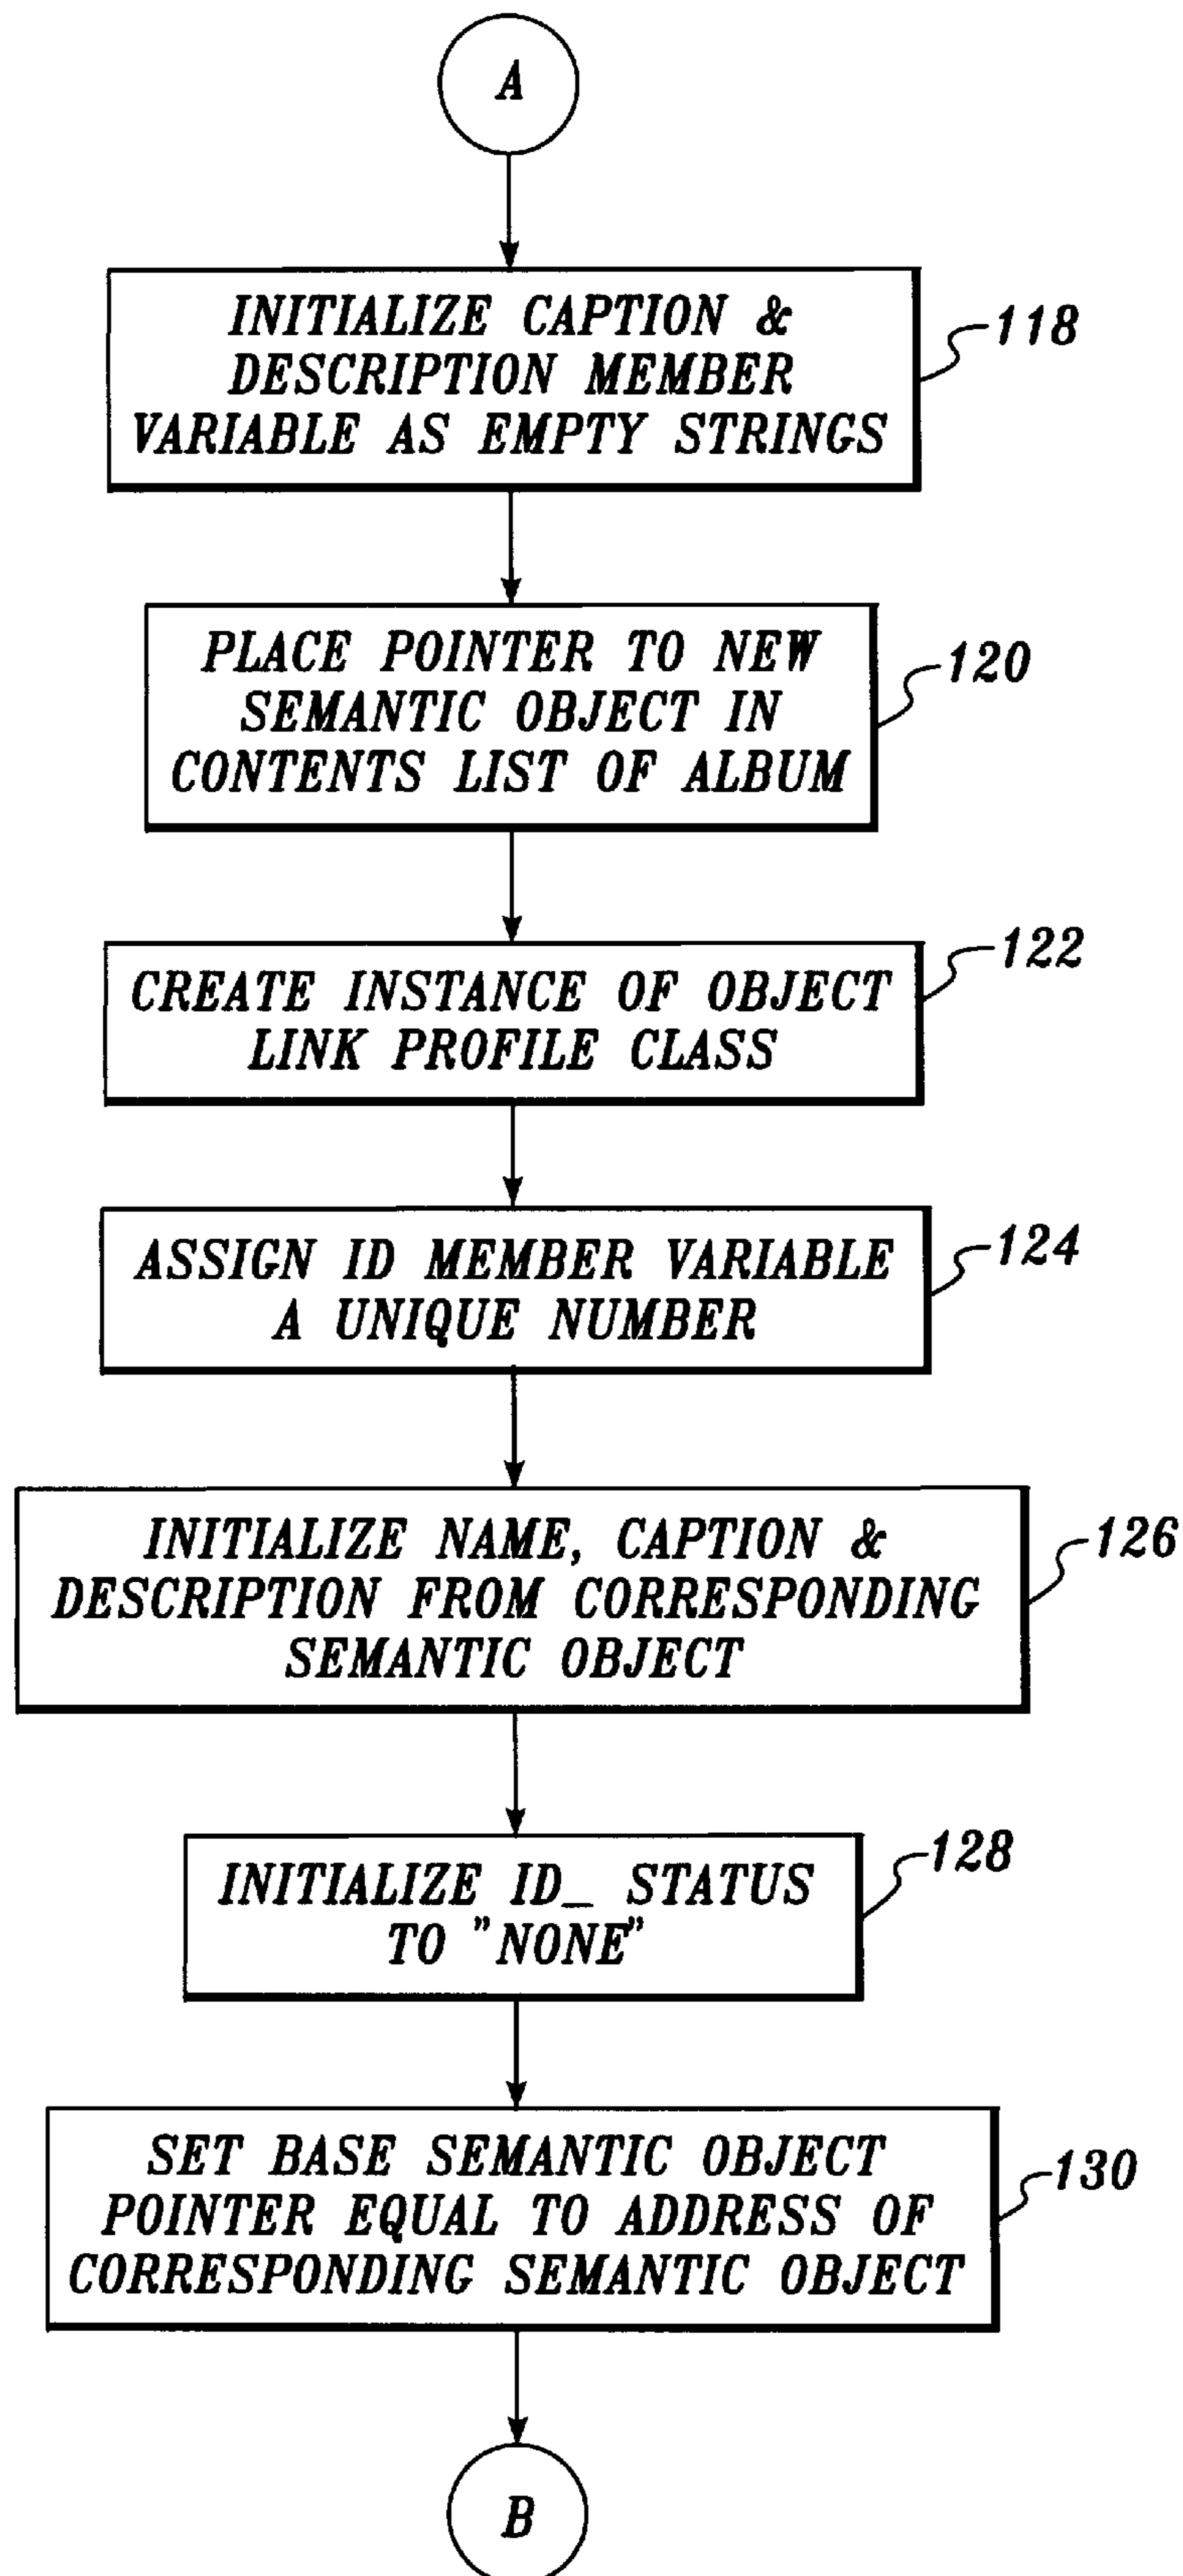 A
INITIALIZE CAPTION &
DESCRIPTION MEMBER
VARIABLE AS EMPTY STRINGS
118
PLACE POINTER TO NEW
SEMANTIC OBJECT IN
CONTENTS LIST OF ALBUM
120
CREATE INSTANCE OF OBJECT
LINK PROFILE CLASS
122
ASSIGN ID MEMBER VARIABLE
A UNIQUE NUMBER
124
INITIALIZE NAME, CAPTION &
DESCRIPTION FROM CORRESPONDING
SEMANTIC OBJECT
126
INITIALIZE ID_ STATUS
TO "NONE"
128
SET BASE SEMANTIC OBJECT
POINTER EQUAL TO ADDRESS OF
CORRESPONDING SEMANTIC OBJECT
130
B